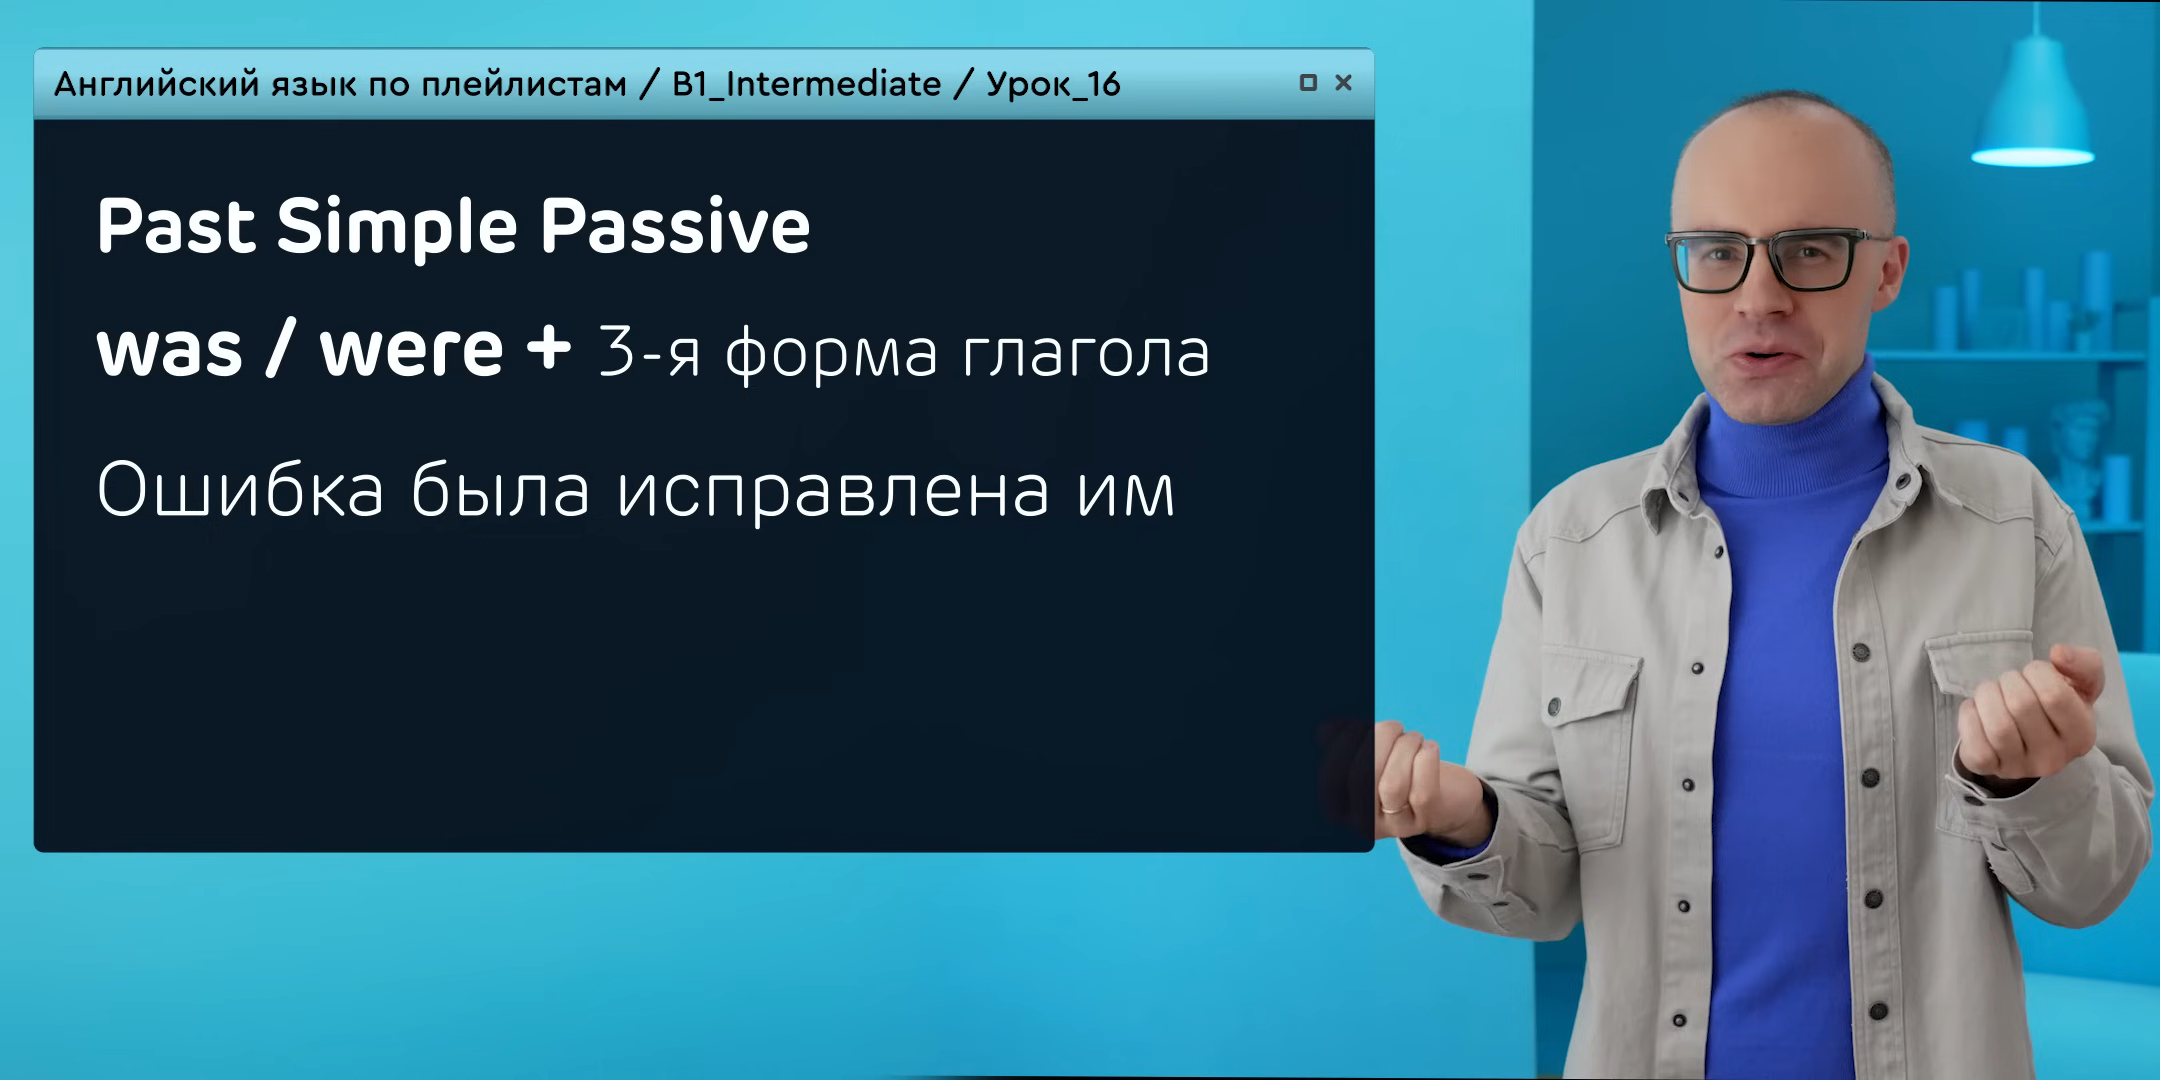 Английский язык по плейлистам / B1_Intermediate / Урок_16
Past Simple Passive
was / were + 3-я форма глагола
Ошибка была исправлена им